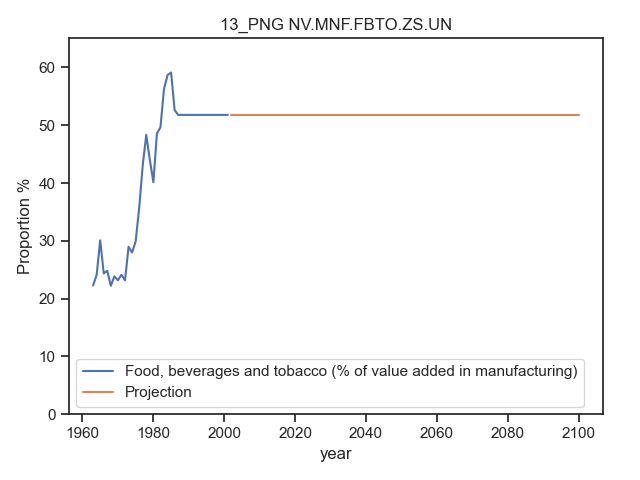 13_PNG NV.MNF.FBTO.ZS.UN
60
50
40
30
20
10
0
Proportion %
Food, beverages and tobacco (% of value added in manufacturing)
Projection
1960 1980 2000 2020 2040 2060 2080 2100
year